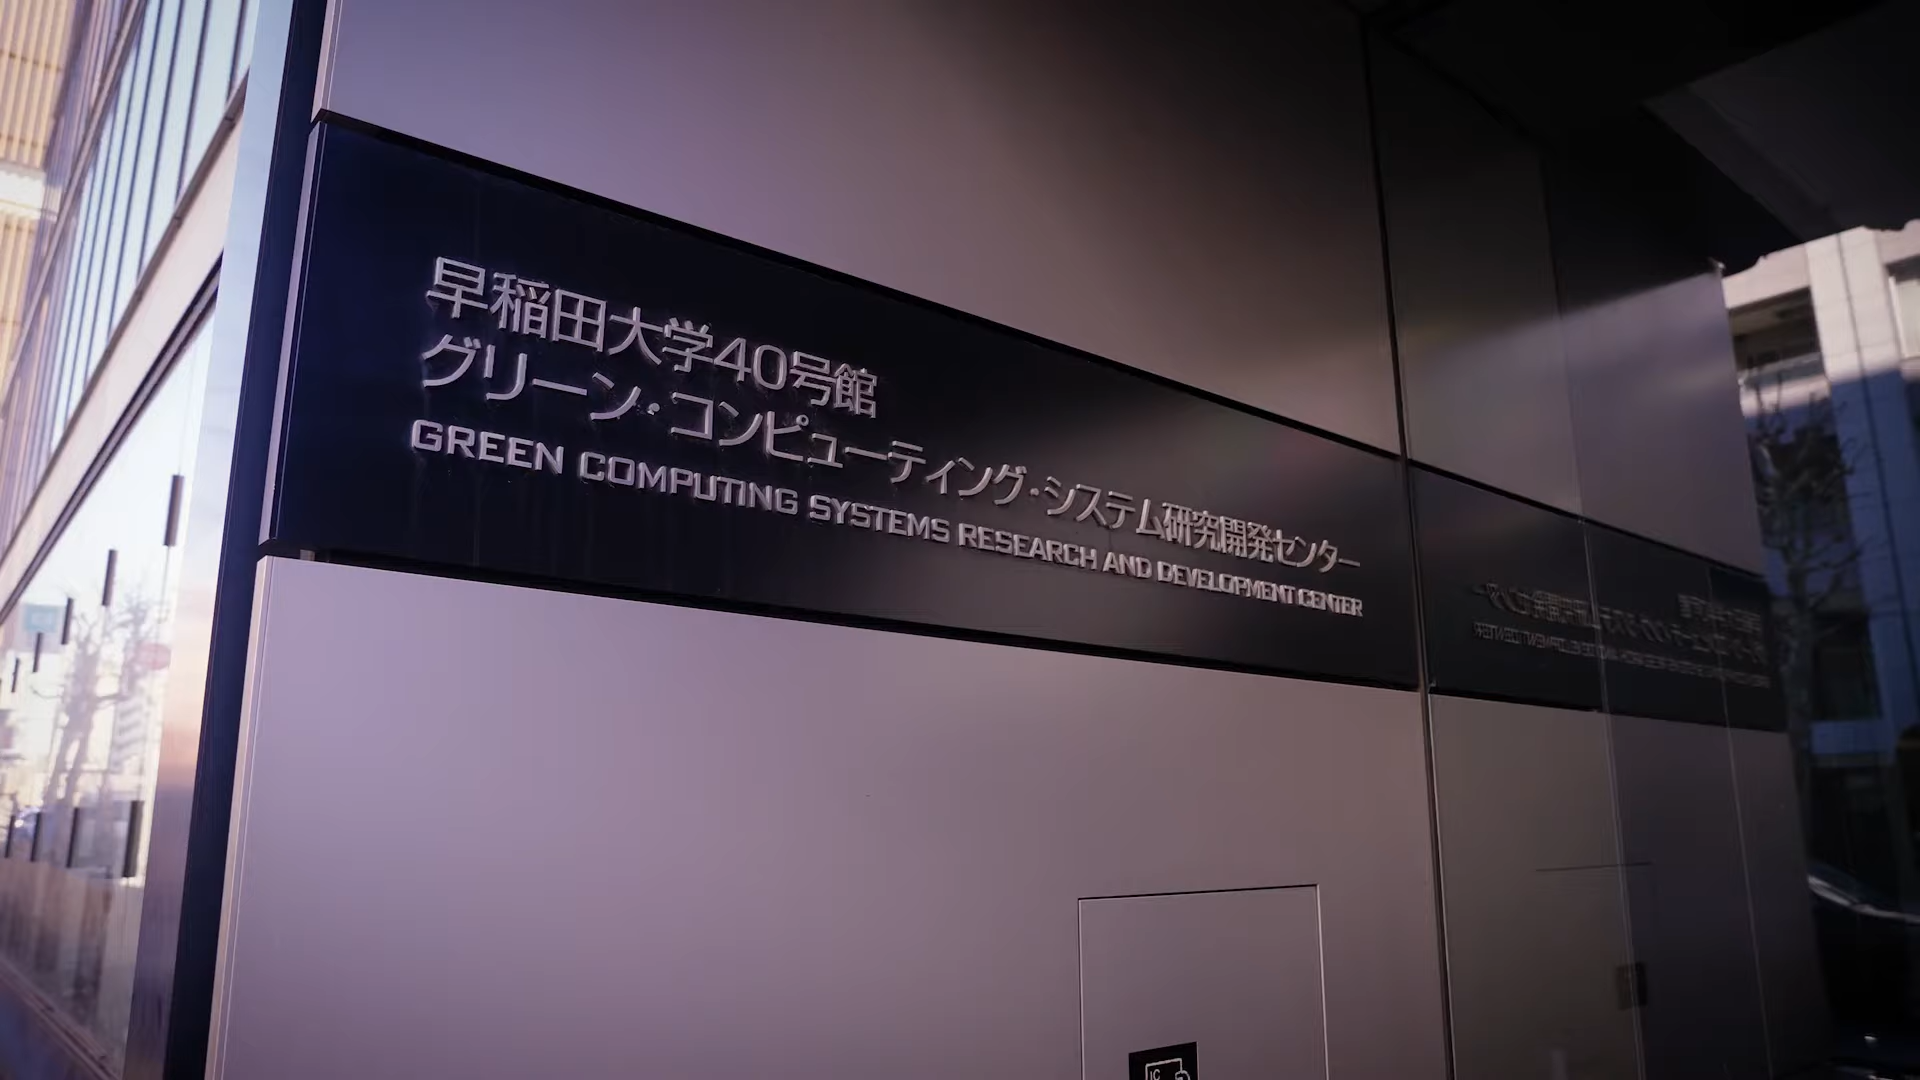 早稲田大学40号館
グリーン・コンピューティング・システム研究開発センター
GREEN COMPUTING SYSTEMS RESEARCH AND DEVELOPMENT CENTER
IC